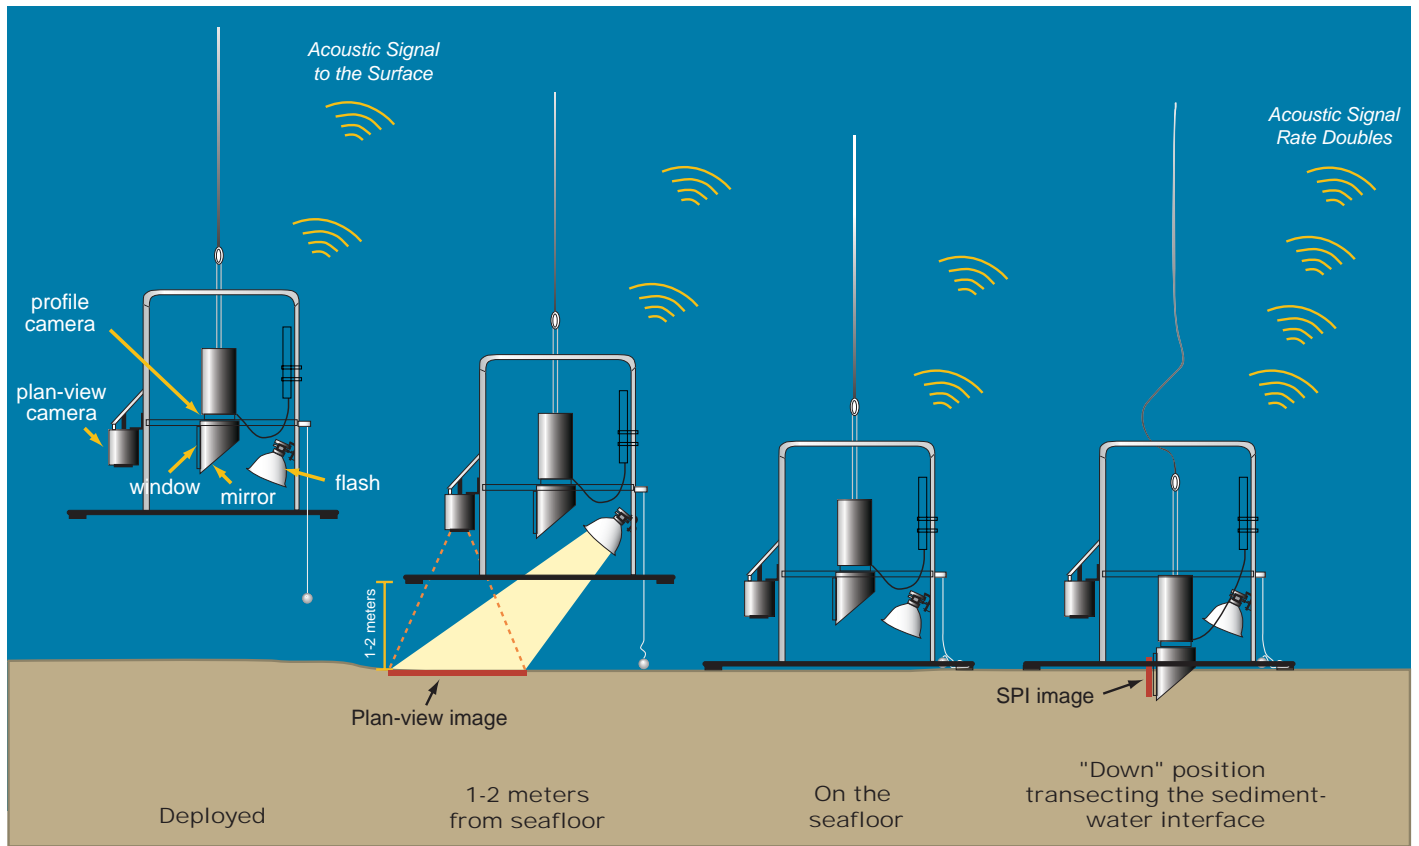 Acoustic Signal
to the Surface
Acoustic Signal
Rate Doubles
profile
camera
plan-view
camera
window
mirror
flash
1-2 meters
Plan-view image
SPI image
Deployed
1-2 meters
from seafloor
On the
seafloor
"Down" position
transecting the sediment-
water interface